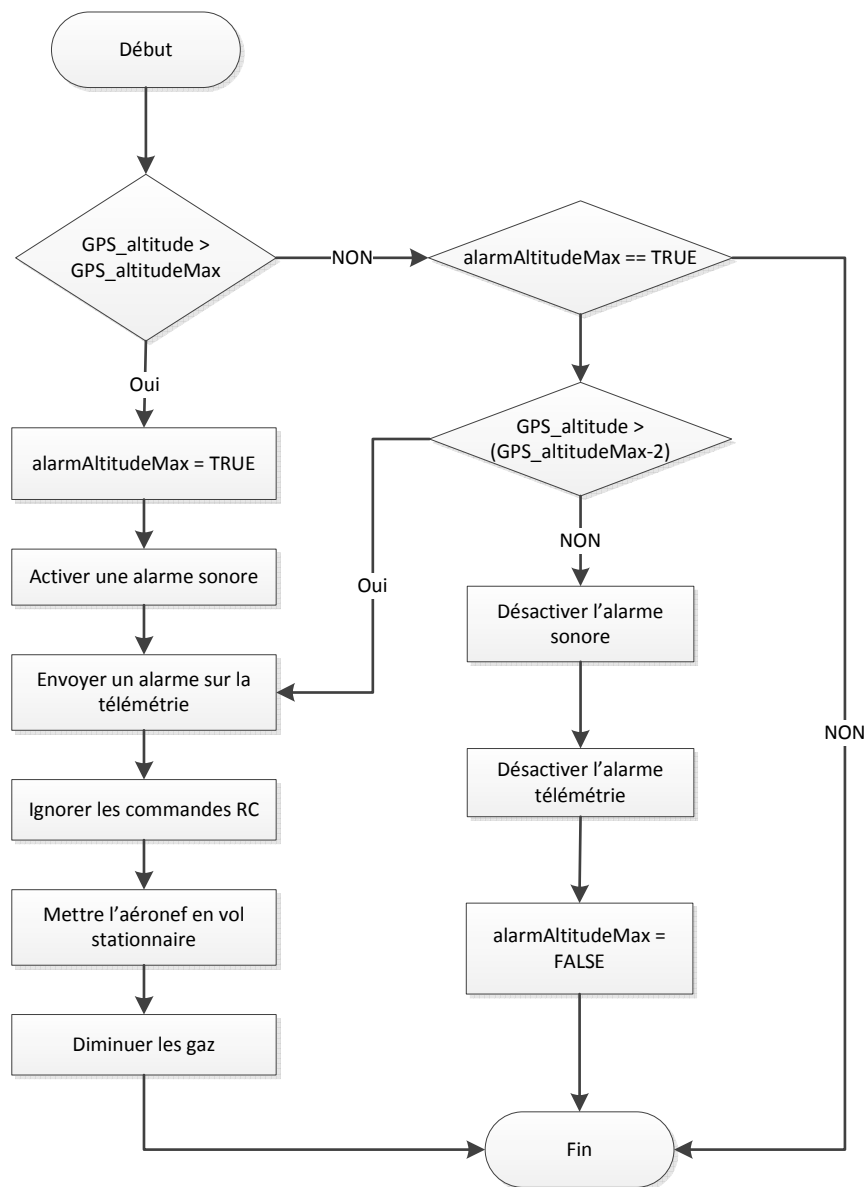 Début
GPS_altitude >
GPS_altitudeMax
NON
alarmAltitudeMax == TRUE
Oui
GPS_altitude >
(GPS_altitudeMax-2)
alarmAltitudeMax = TRUE
NON
Activer une alarme sonore
Oui
Désactiver l’alarme
sonore
Envoyer un alarme sur la
télémétrie
NON
Désactiver l’alarme
télémétrie
Ignorer les commandes RC
Mettre l’aéronef en vol
stationnaire
alarmAltitudeMax =
FALSE
Diminuer les gaz
Fin